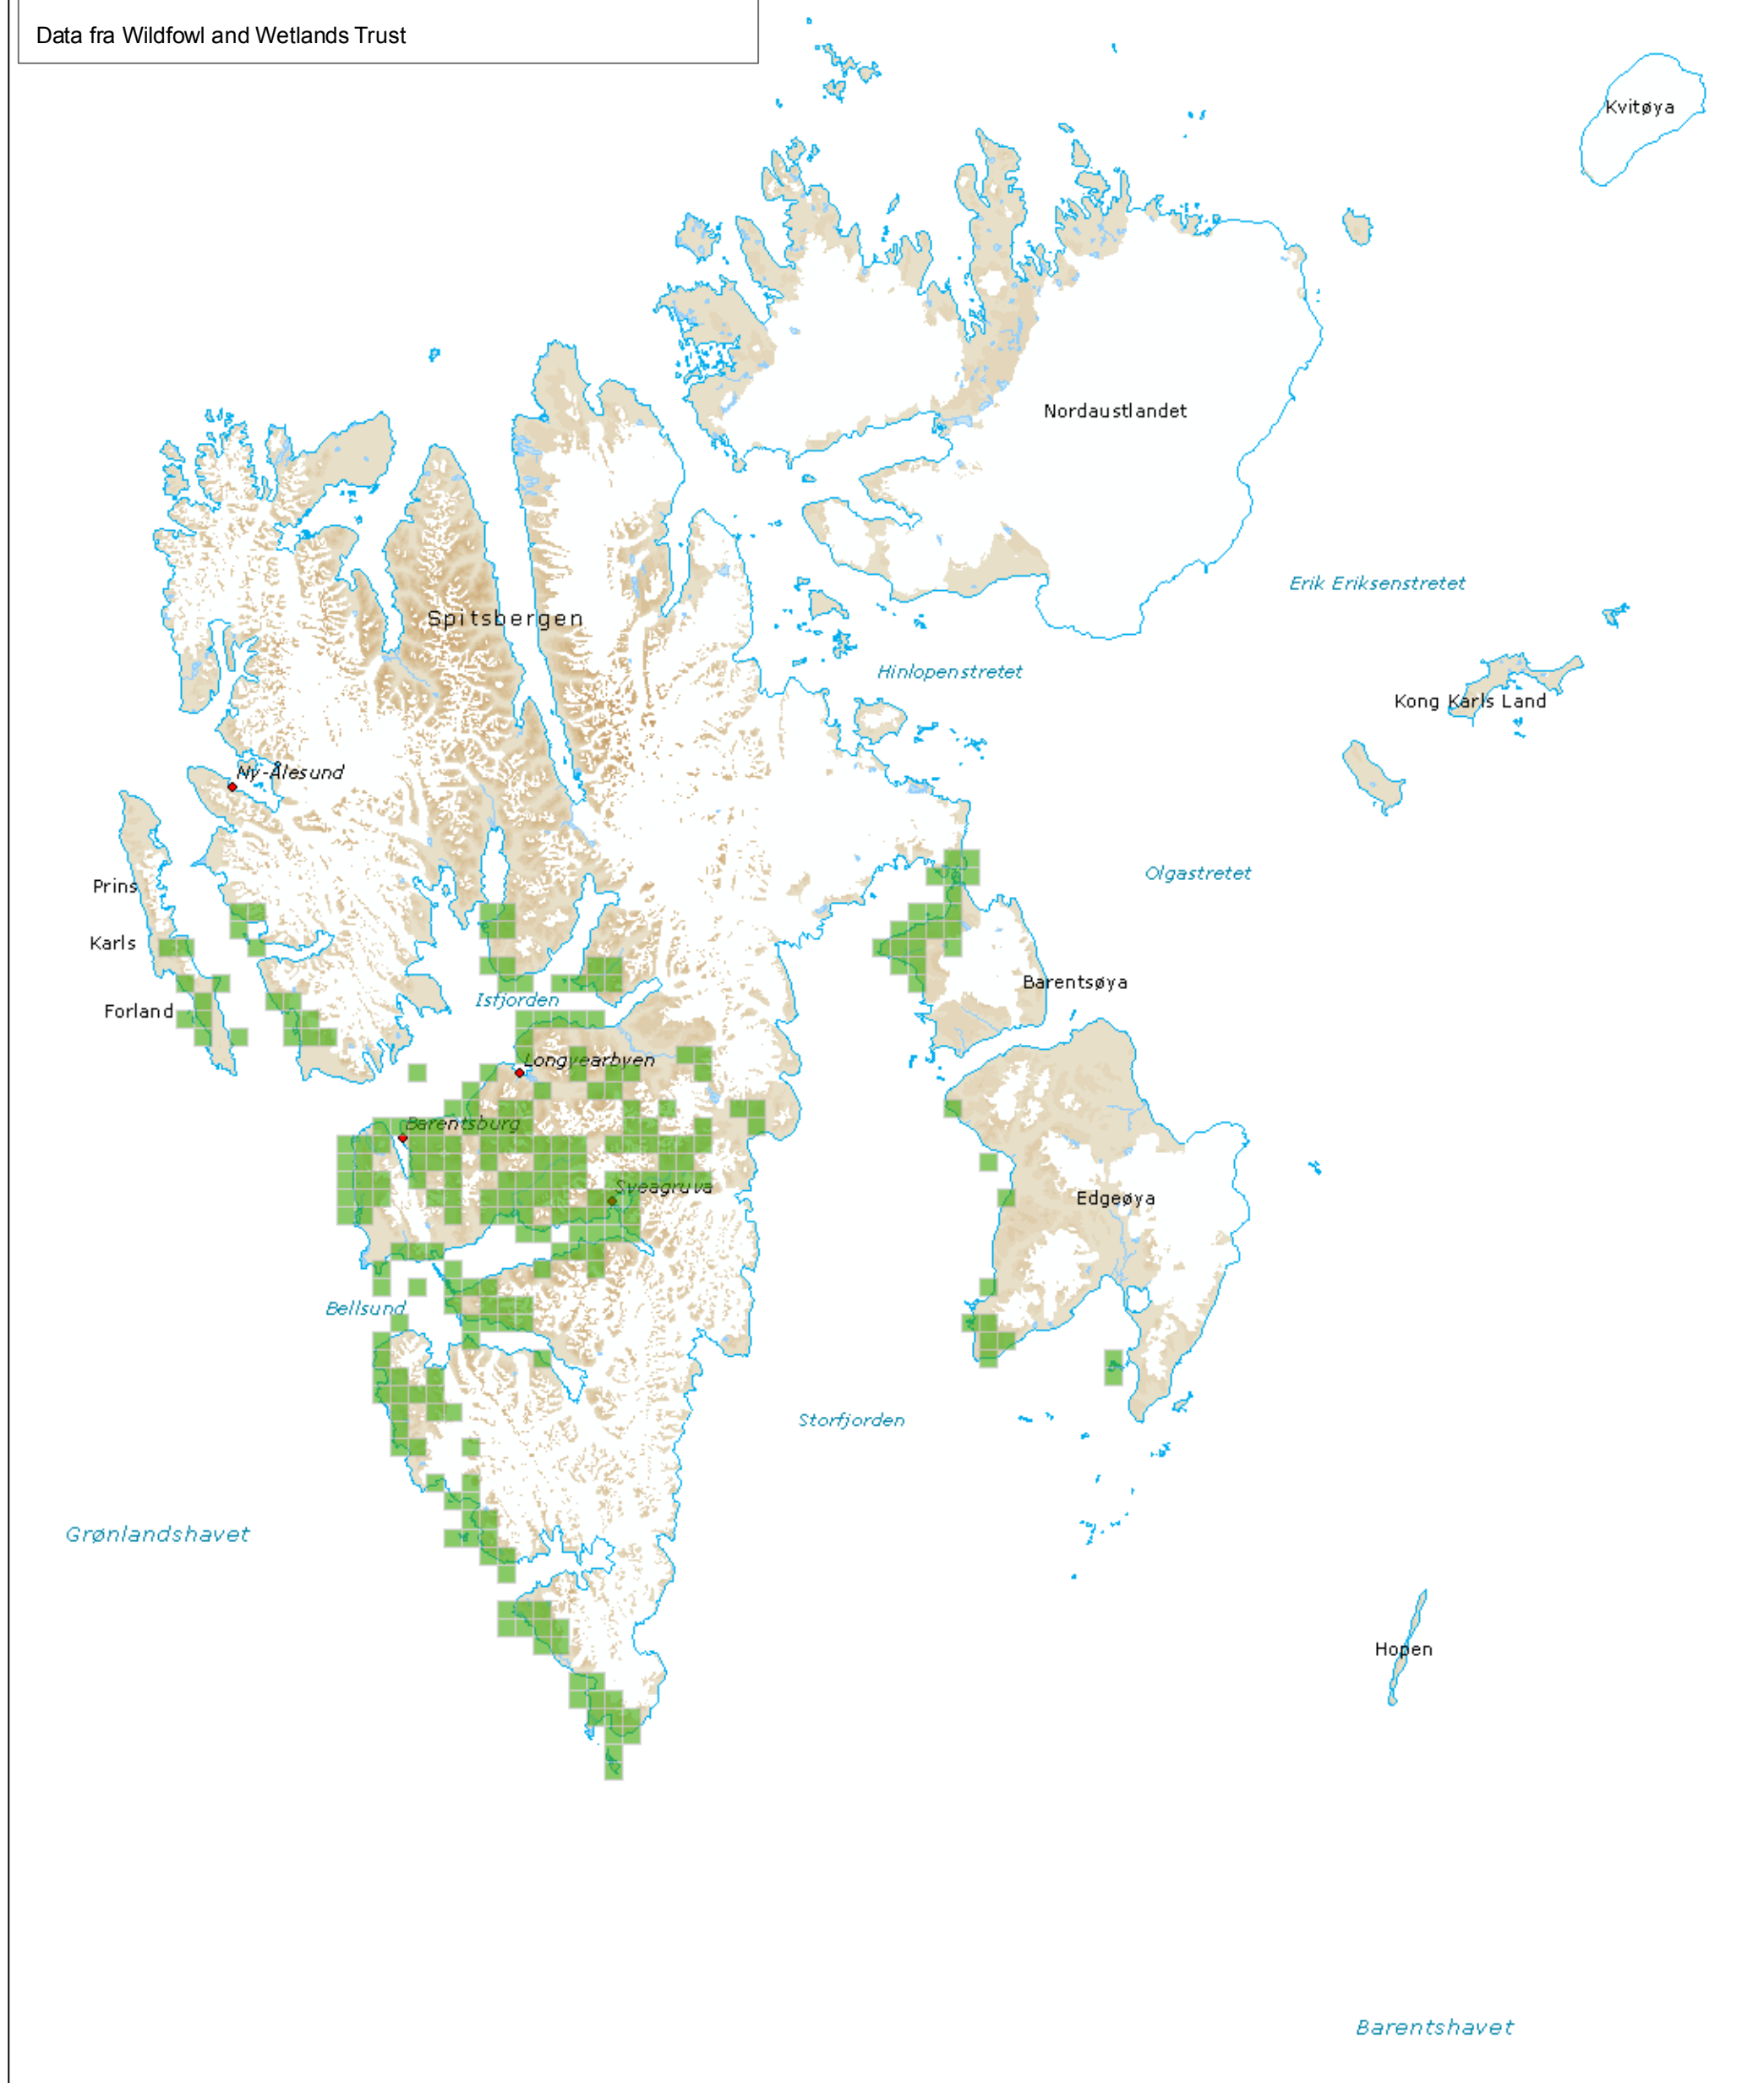 Data fra Wildfowl and Wetlands Trust
Kvitøya
Nordaustlandet
Erik Eriksenstretet
Spitsbergen
Hinlopenstretet
Kong Karls Land
Ny-Ålesund
Olgastretet
Prins
Karls
Forland
Barentsøya
Isfjorden
Longyearbyen
Barentsburg
Sveagruva
Edgeøya
Bellsund
Storfjorden
Grønlandshavet
Hopen
Barentshavet